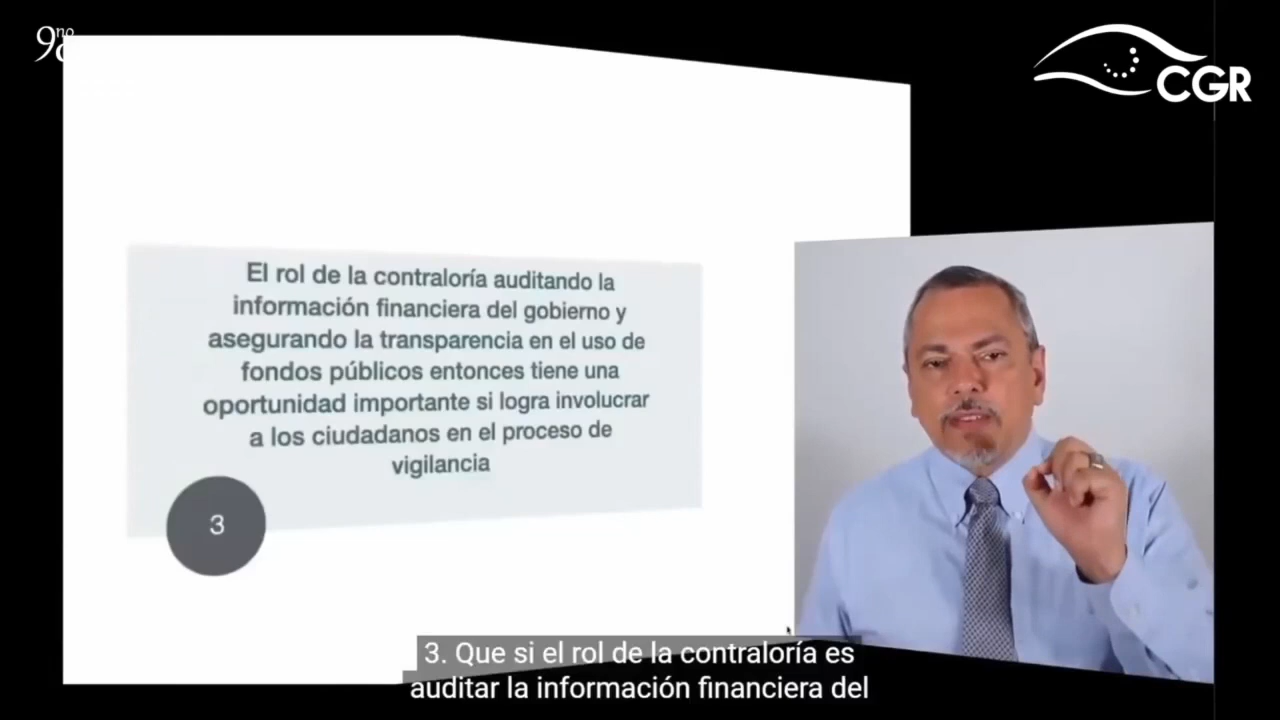 9no
CGR
El rol de la contraloría auditando la
información financiera del gobierno y
asegurando la transparencia en el uso de
fondos públicos entonces tiene una
oportunidad importante si logra involucrar
a los ciudadanos en el proceso de
vigilancia
3
3. Que si el rol de la contraloría es
auditar la información financiera del